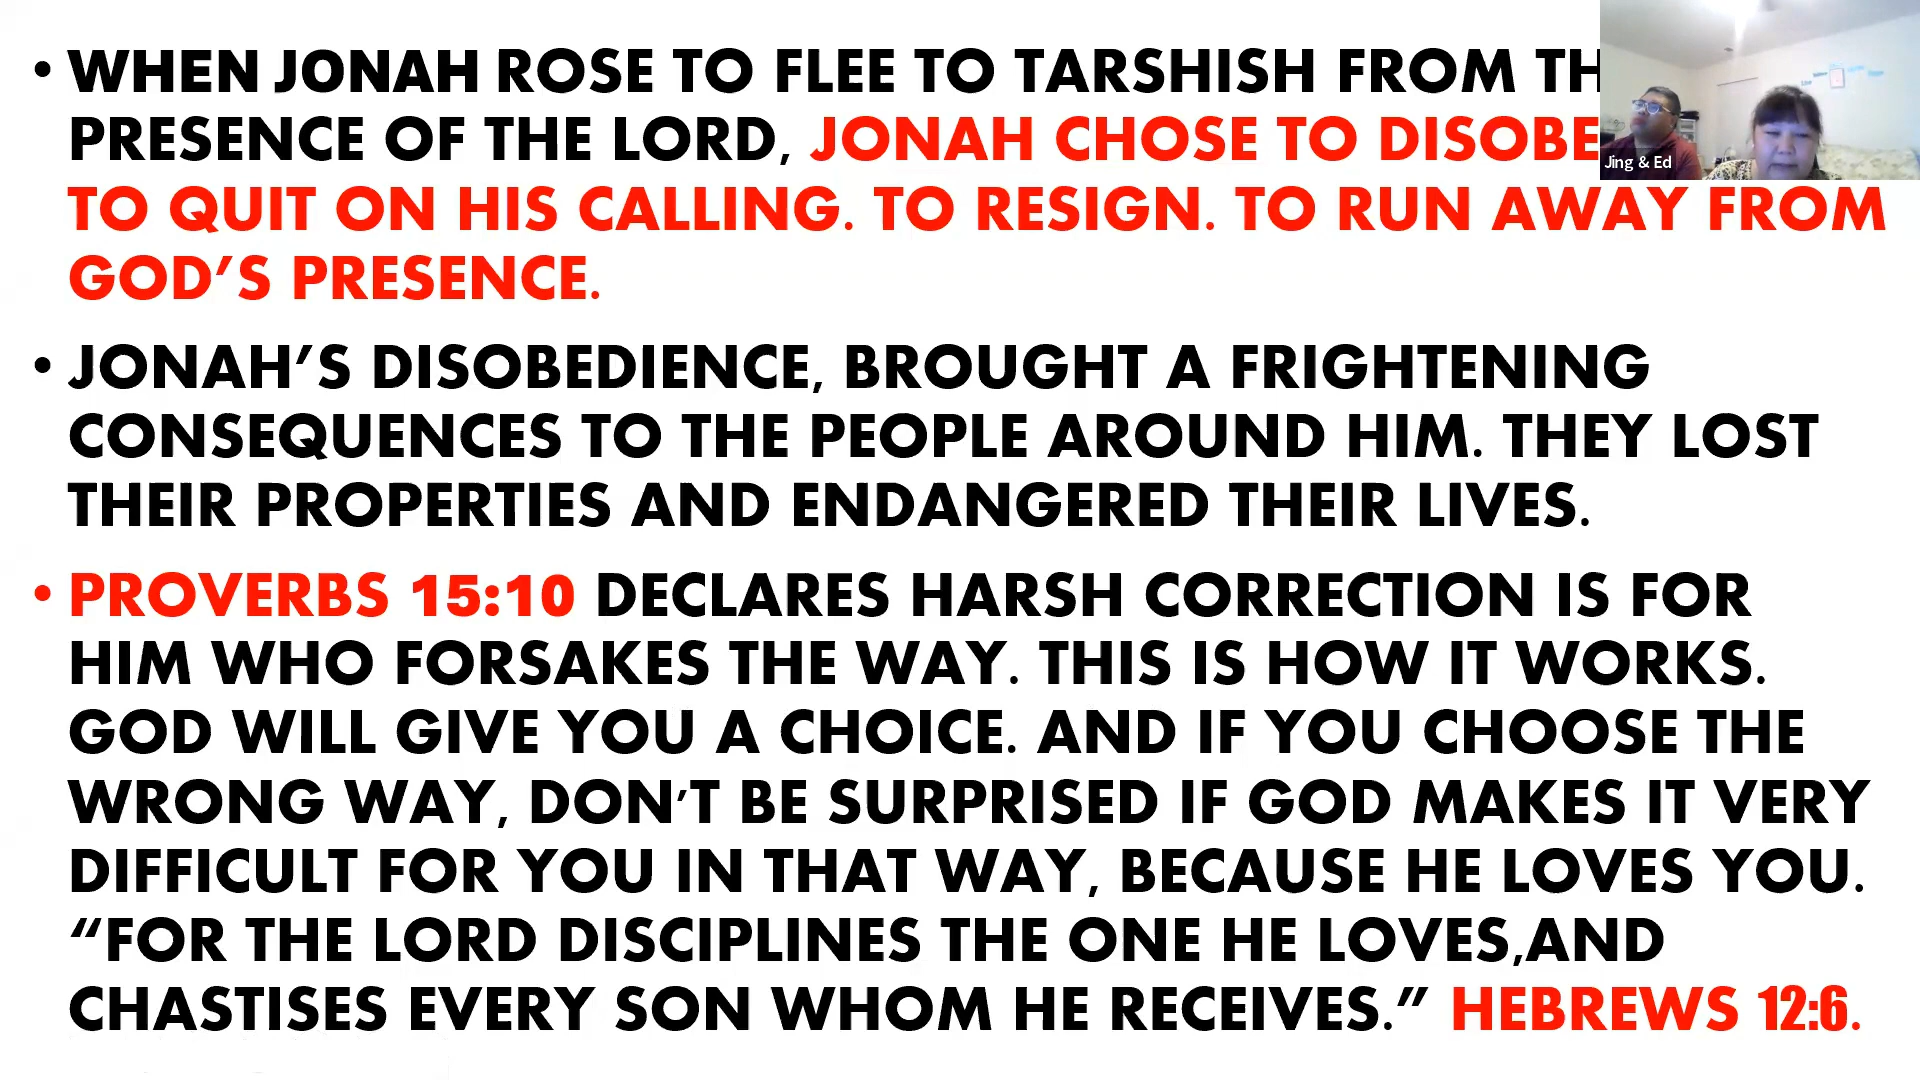 • WHEN JONAH ROSE TO FLEE TO TARSHISH FROM TH
PRESENCE OF THE LORD, JONAH CHOSE TO DISOBE
TO QUIT ON HIS CALLING. TO RESIGN. TO RUN AWAY FROM
GOD’S PRESENCE.
• JONAH’S DISOBEDIENCE, BROUGHT A FRIGHTENING
CONSEQUENCES TO THE PEOPLE AROUND HIM. THEY LOST
THEIR PROPERTIES AND ENDANGERED THEIR LIVES.
• PROVERBS 15:10 DECLARES HARSH CORRECTION IS FOR
HIM WHO FORSAKES THE WAY. THIS IS HOW IT WORKS.
GOD WILL GIVE YOU A CHOICE. AND IF YOU CHOOSE THE
WRONG WAY, DON’T BE SURPRISED IF GOD MAKES IT VERY
DIFFICULT FOR YOU IN THAT WAY, BECAUSE HE LOVES YOU.
“FOR THE LORD DISCIPLINES THE ONE HE LOVES,AND
CHASTISES EVERY SON WHOM HE RECEIVES.” HEBREWS 12:6.
Jing & Ed